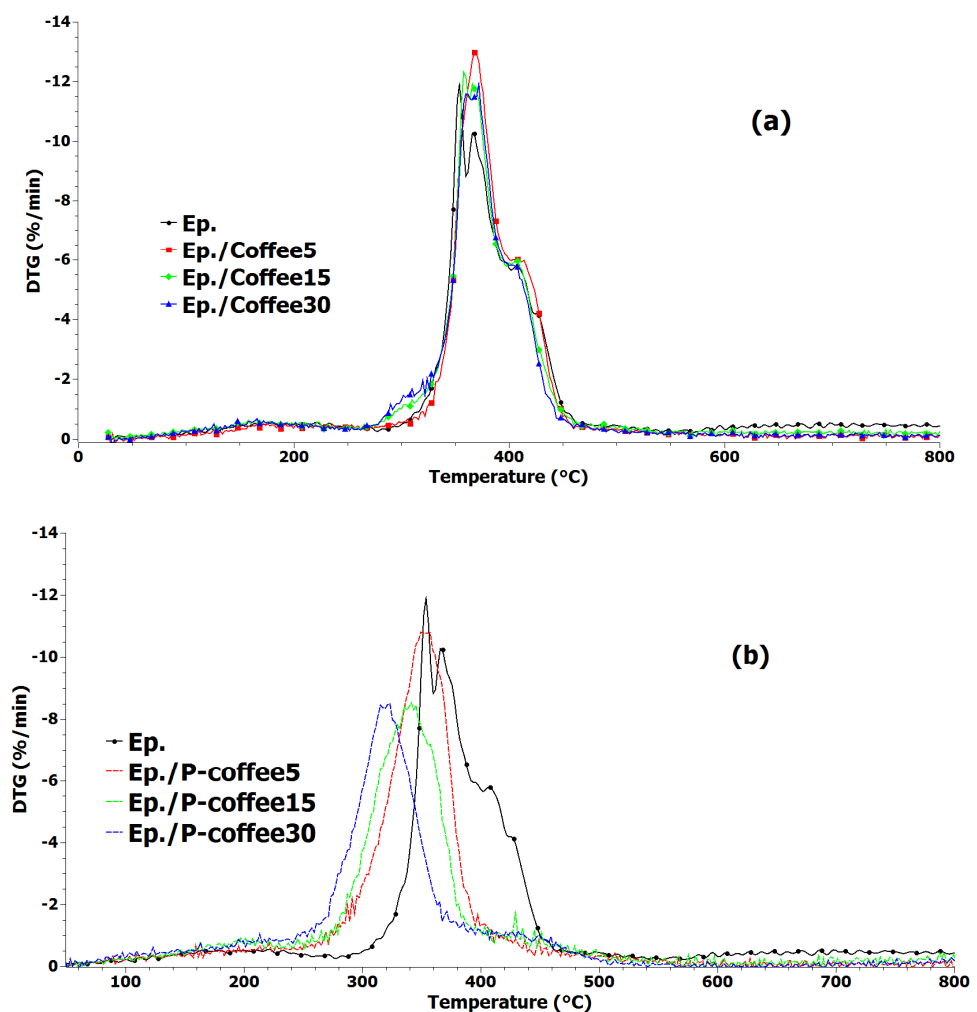 -14
-12
-10
-8
-6
-4
-2
0
DTG (%/min)
(a)
Ep.
Ep./Coffee5
Ep./Coffee15
Ep./Coffee30
0 200 400 600 800
Temperature (ºC)
-14
-12
-10
-8
-6
-4
-2
0
DTG (%/min)
(b)
Ep.
Ep./P-coffee5
Ep./P-coffee15
Ep./P-coffee30
100 200 300 400 500 600 700 800
Temperature (ºC)